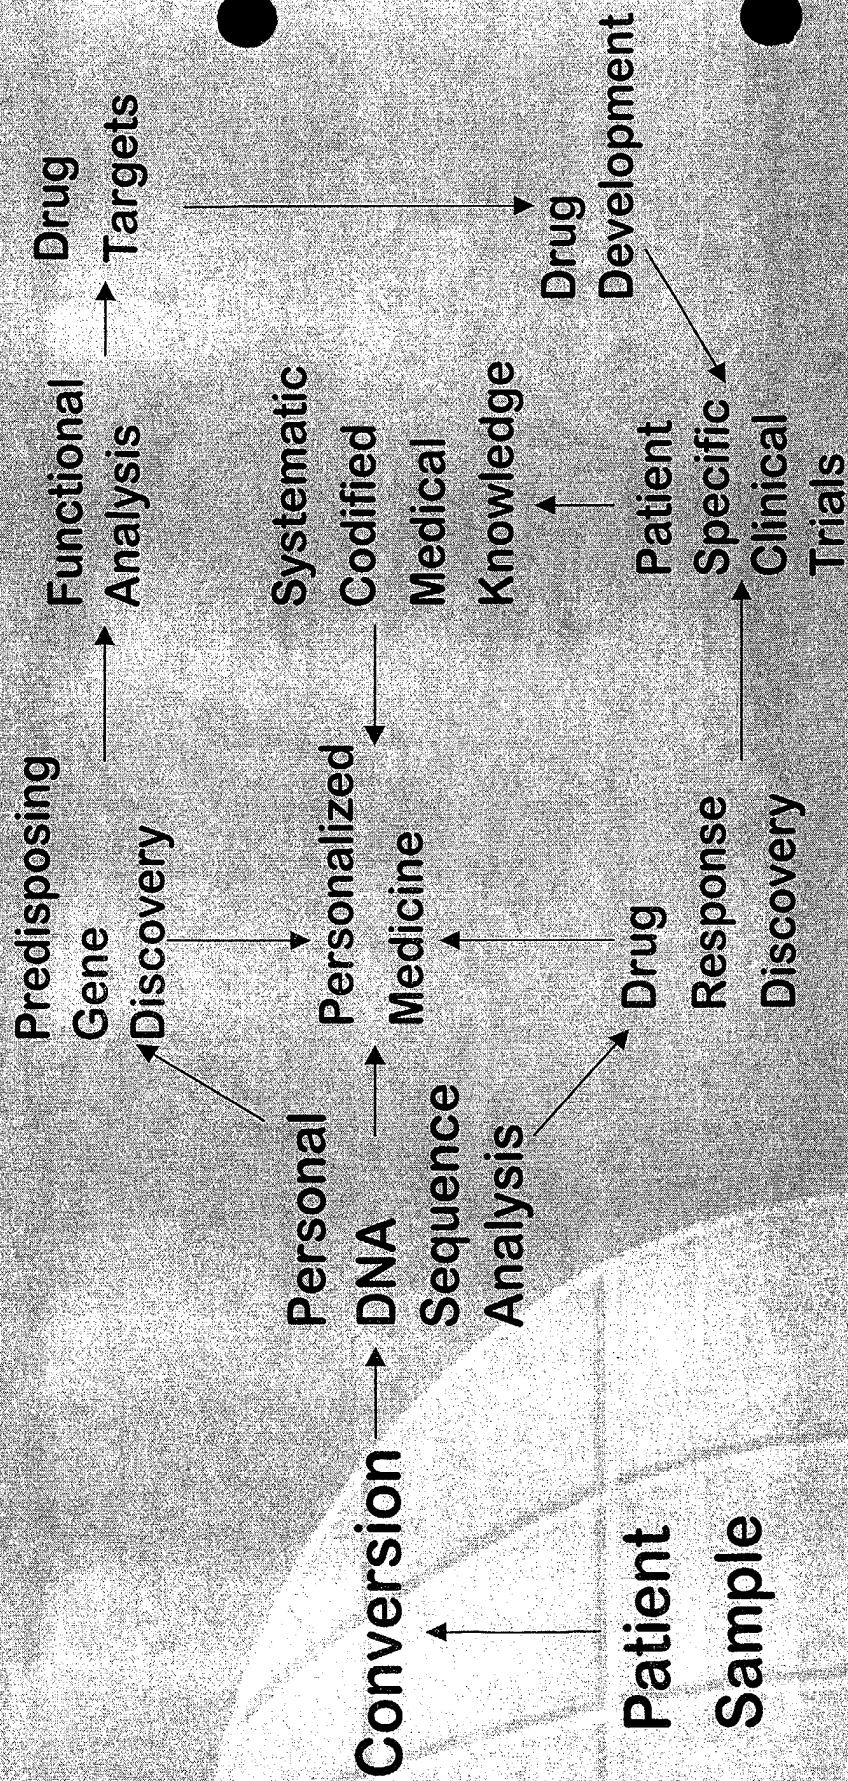 Patient
Sample
Conversion
Personal
DNA
Sequence
Analysis
Predisposing
Gene
Discovery
Personalized
Medicine
Drug
Response
Discovery
Functional
Analysis
Systematic
Codified
Medical
Knowledge
Patient
Specific
Clinical
Trials
Drug
Targets
Drug
Development